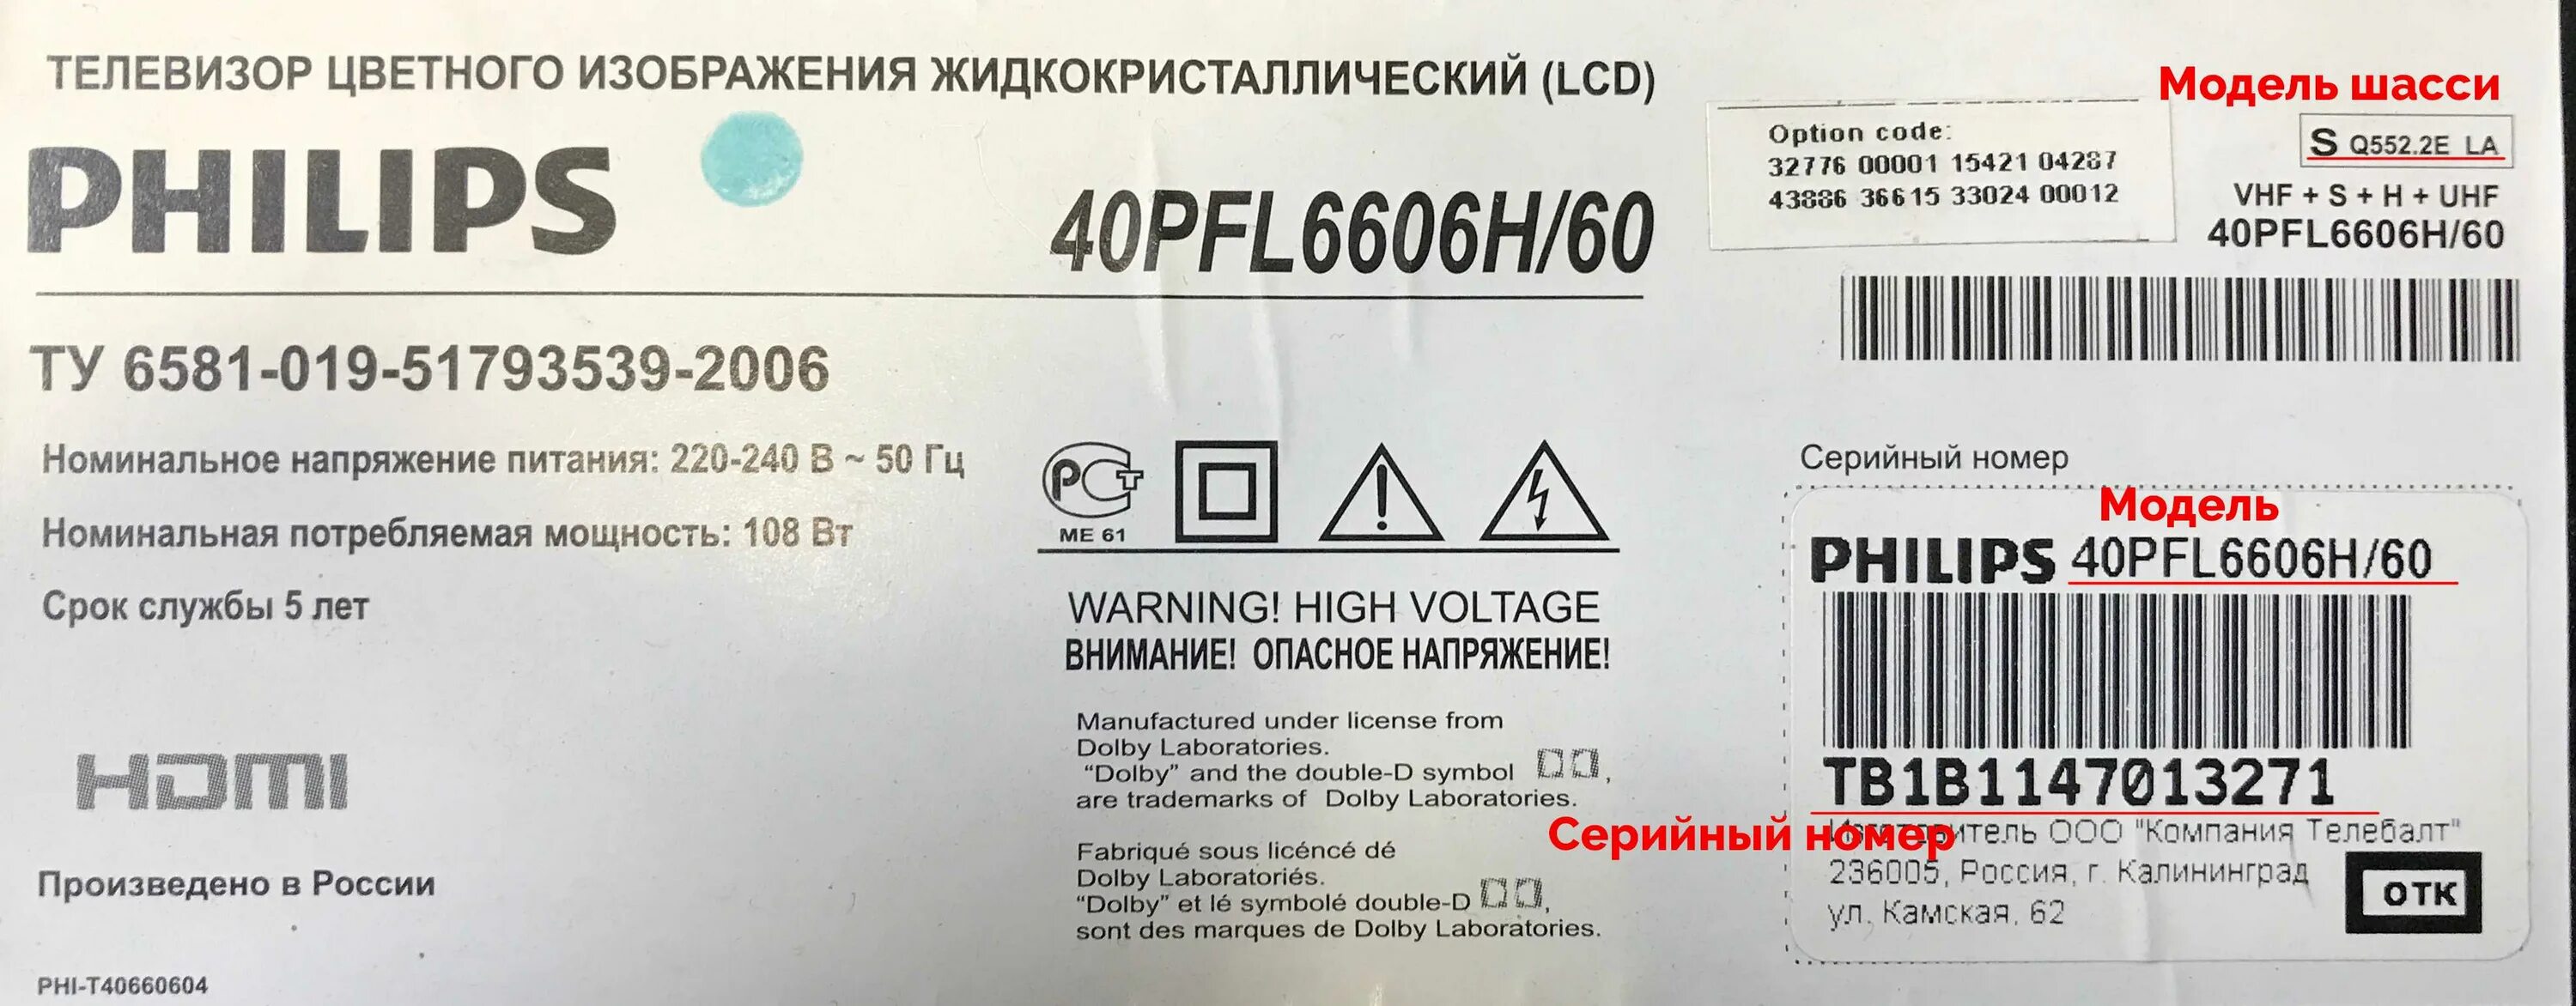 ТЕЛЕВИЗОР ЦВЕТНОГО ИЗОБРАЖЕНИЯ ЖИДКОКРИСТАЛЛИЧЕСКИЙ (LCD)
PHILIPS
40PFL6606H/60
ТУ 6581-019-51793539-2006
Номинальное напряжение питания: 220-240 В ~ 50 Гц
Номинальная потребляемая мощность: 108 Вт
Срок службы 5 лет
HDMI
Произведено в России
PHI-T40660604
РСТ
МЕ 61
WARNING! HIGH VOLTAGE
ВНИМАНИЕ! ОПАСНОЕ НАПРЯЖЕНИЕ!
Manufactured under license from
Dolby Laboratories.
“Dolby” and the double-D symbol ,
are trademarks of Dolby Laboratories.
Fabriqué sous licéncé dé
Dolby Laboratoriés.
“Dolby” et lé symbolé double-D ,
sont des marques de Dolby Laboratories.
Модель шасси
Option code:
32776 00001 15421 04287
43886 36615 33024 00012
S Q552.2E LA
VHF + S + H + UHF
40PFL6606H/60
Серийный номер
Модель
PHILIPS 40PFL6606H/60
TB1B1147013271
Серийный номер
ООО "Компания Телебалт"
236005, Россия, г. Калининград
ул. Камская, 62
ОТК